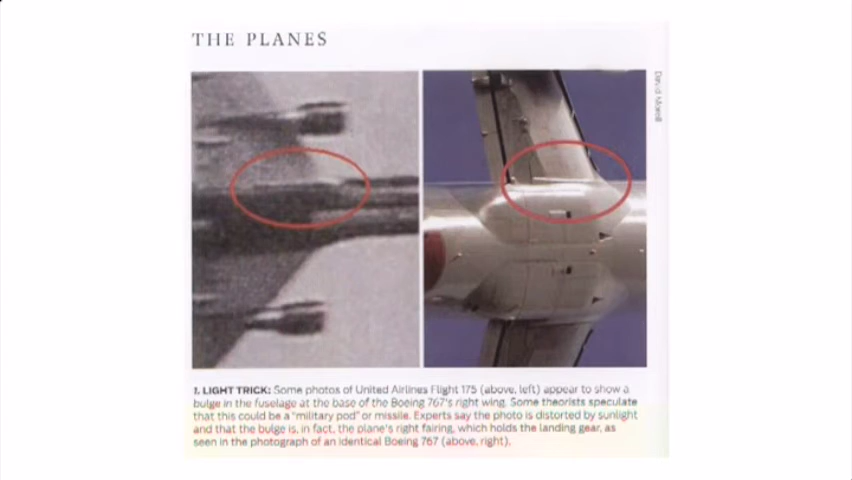 THE PLANES
David Morrill
1. LIGHT TRICK: Some photos of United Airlines Flight 175 (above, left) appear to show a
bulge in the fuselage at the base of the Boeing 767's right wing. Some theorists speculate
that this could be a "military pod" or missile. Experts say the photo is distorted by sunlight
and that the bulge is, in fact, the plane's right fairing, which holds the landing gear, as
seen in the photograph of an identical Boeing 767 (above, right).